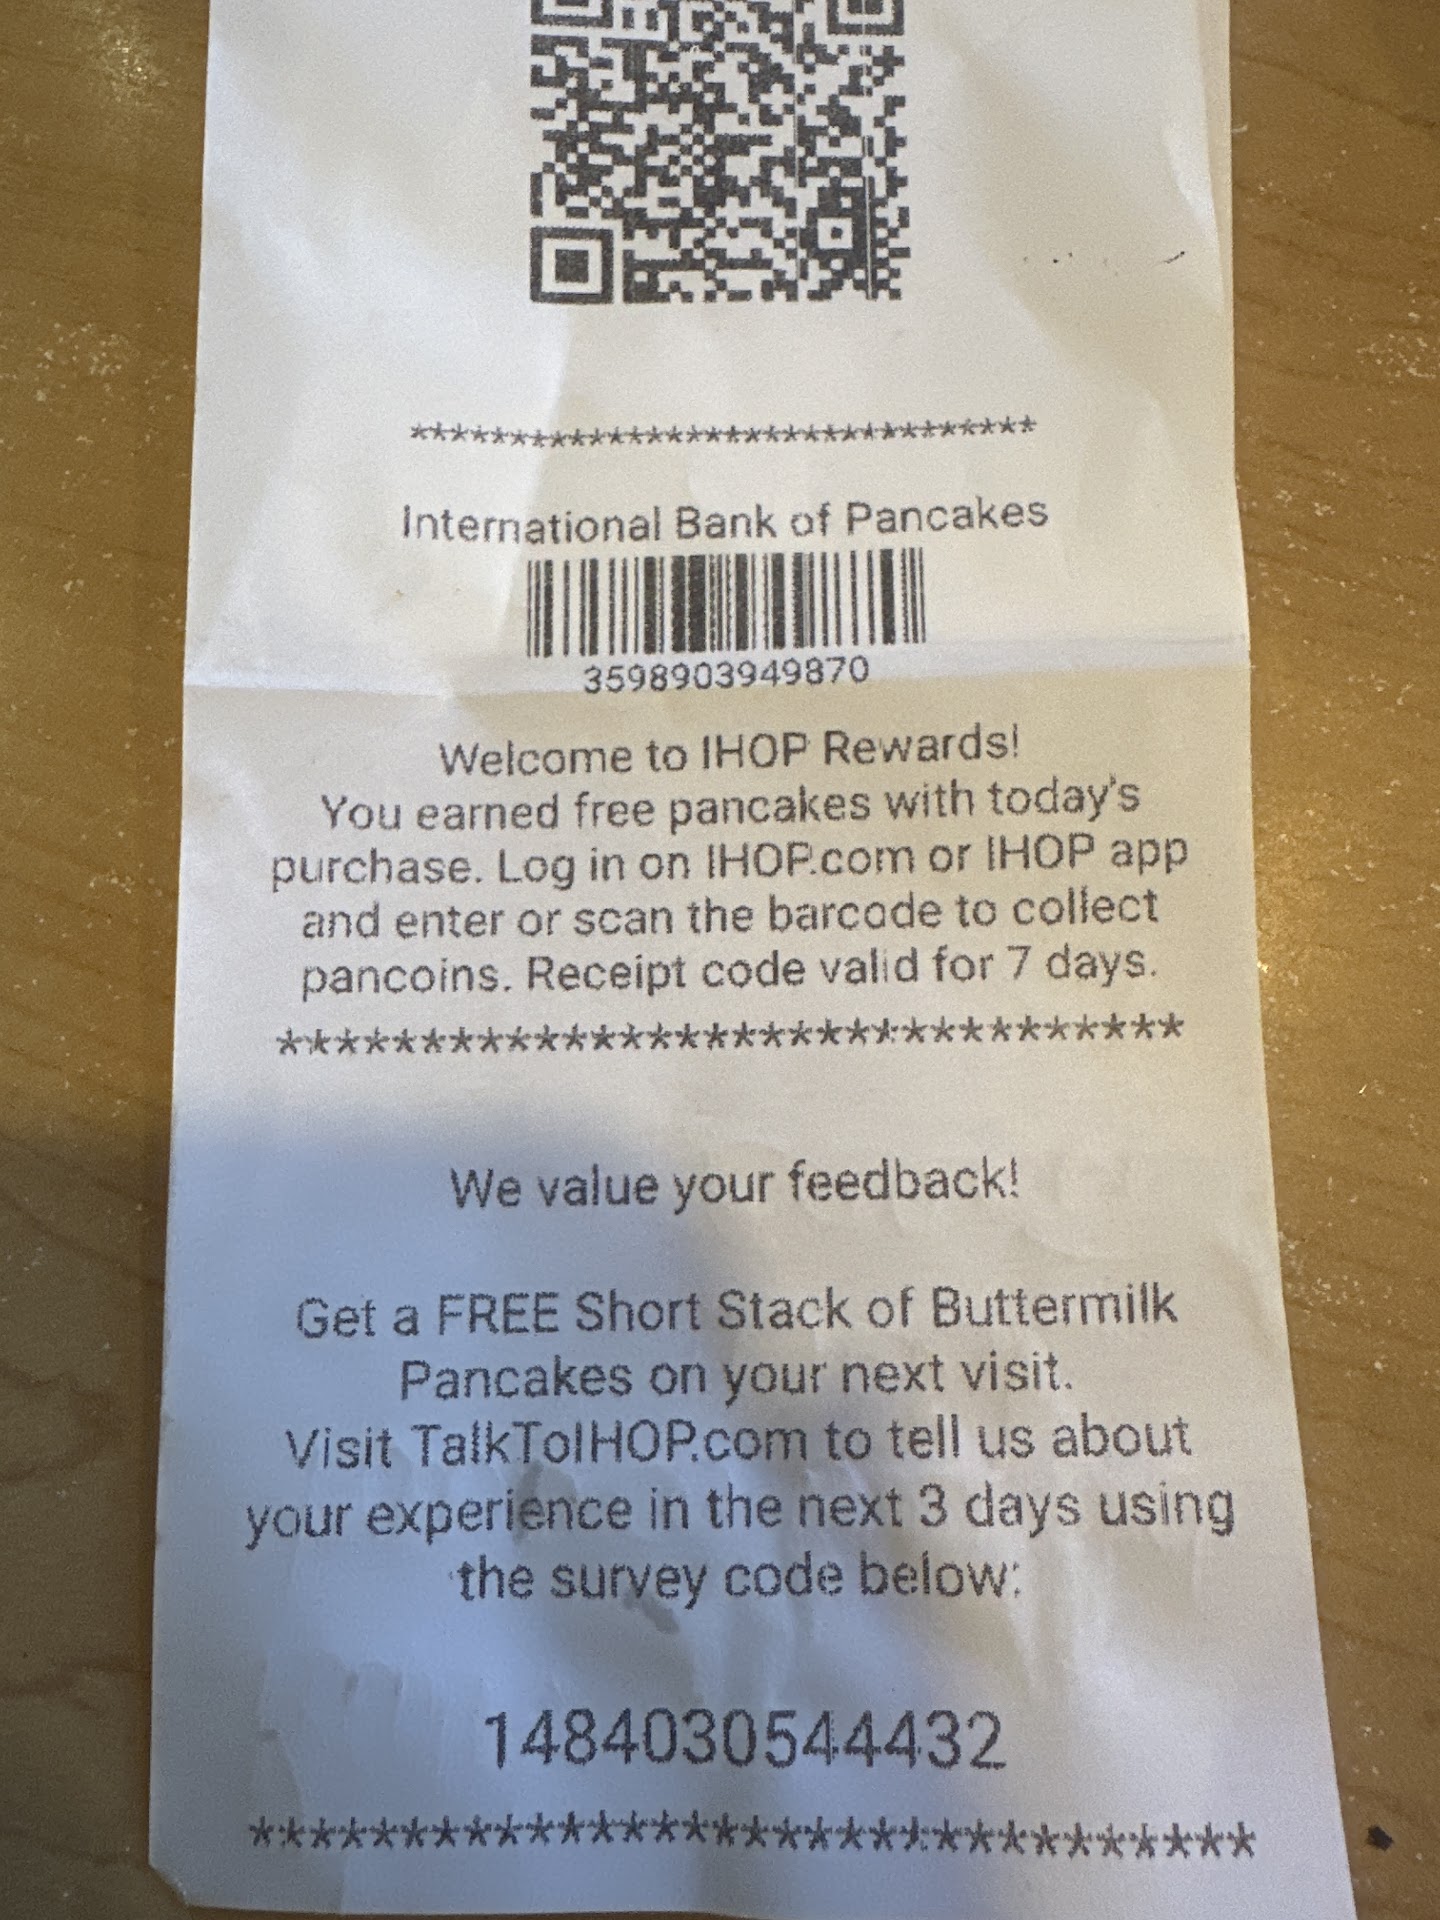 *********************************
International Bank of Pancakes
3598903949870
Welcome to IHOP Rewards!
You earned free pancakes with today's
purchase. Log in on IHOP.com or IHOP app
and enter or scan the barcode to collect
pancoins. Receipt code valid for 7 days.
********************************
We value your feedback!
Get a FREE Short Stack of Buttermilk
Pancakes on your next visit.
Visit TalkToIHOP.com to tell us about
your experience in the next 3 days using
the survey code below:
1484030544432
********************************